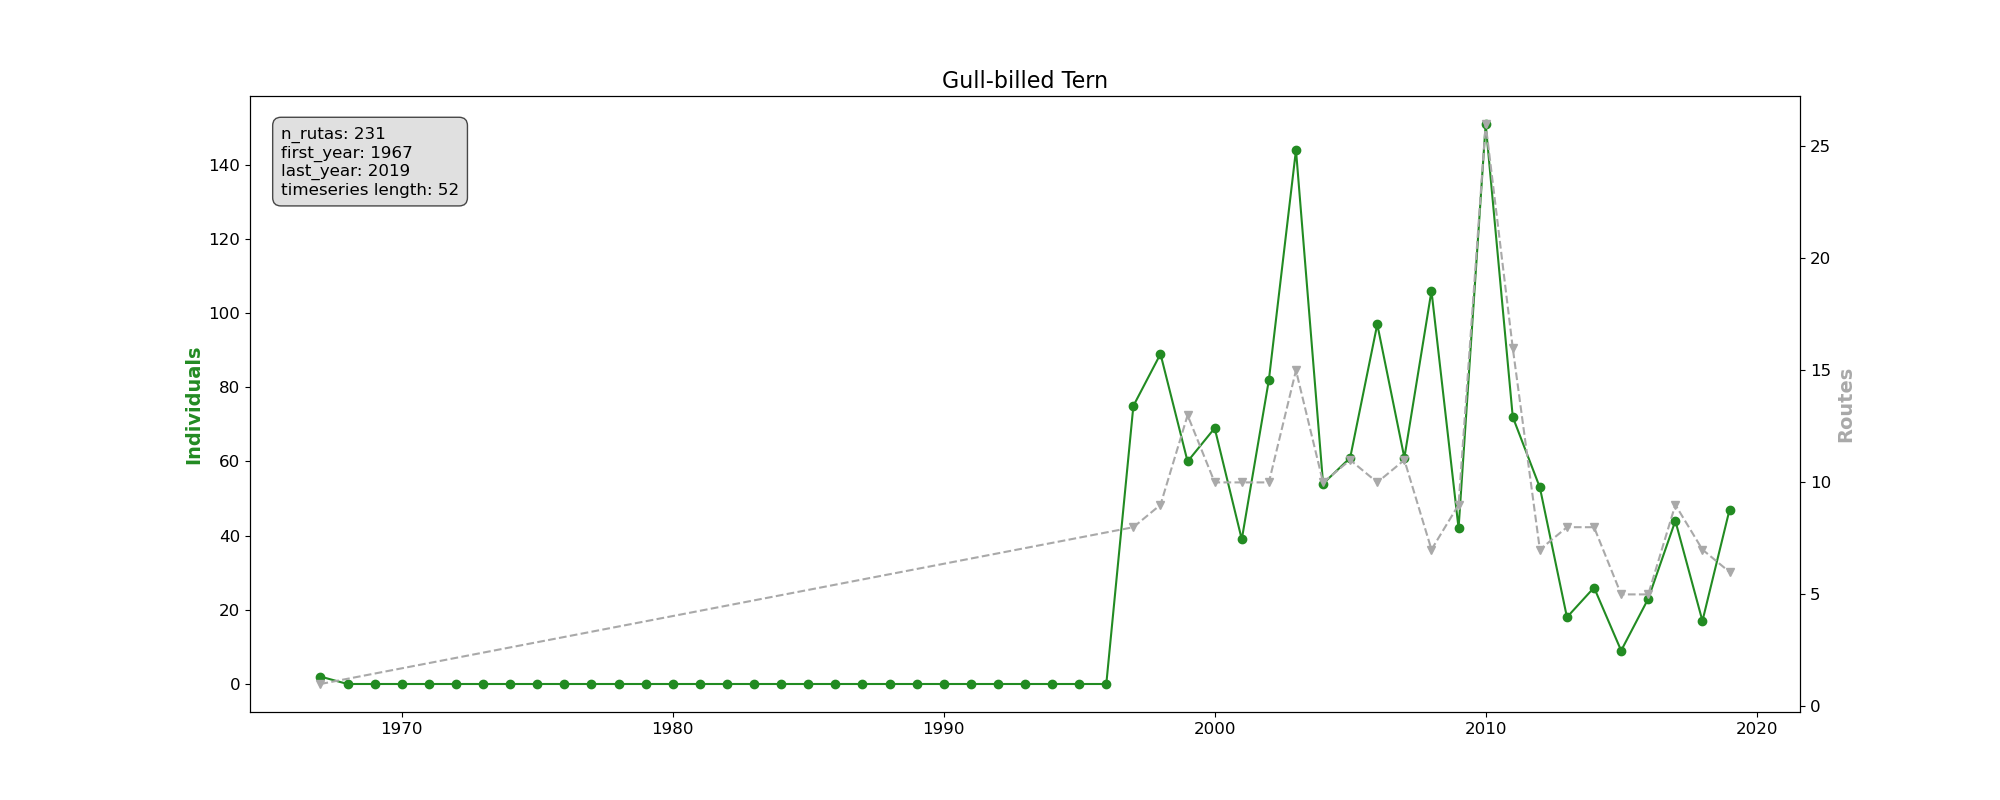 Gull-billed Tern
n_rutas: 231
first_year: 1967
last_year: 2019
timeseries length: 52
140
120
100
80
60
40
20
0
Individuals
25
20
15
10
5
0
Routes
1970
1980
1990
2000
2010
2020